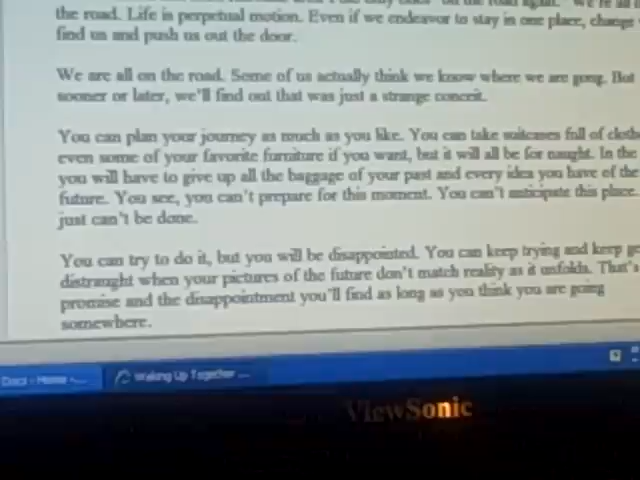 the road. Life is perpetual motion. Even if we endeavor to stay in one place, change
find us and push us out the door.
We are all on the road. Some of us actually think we know where we are gong. But
sooner or later, we'll find out that was just a strange conceit.
You can plan your journey as much as you like. You can take suitcases full of clothe
even some of your favorite furniture if you want, but it will all be for naught. In the
you will have to give up all the baggage of your past and every idea you have of the
future. You see, you can't prepare for this moment. You can't anticipate this place.
just can't be done.
You can try to do it, but you will be disappointed. You can keep trying and keep ge
distraught when your pictures of the future don't match reality as it unfolds. That's
promise and the disappointment you'll find as long as you think you are going
somewhere.
Docs - Home - ...
Waking Up Together ...
ViewSonic